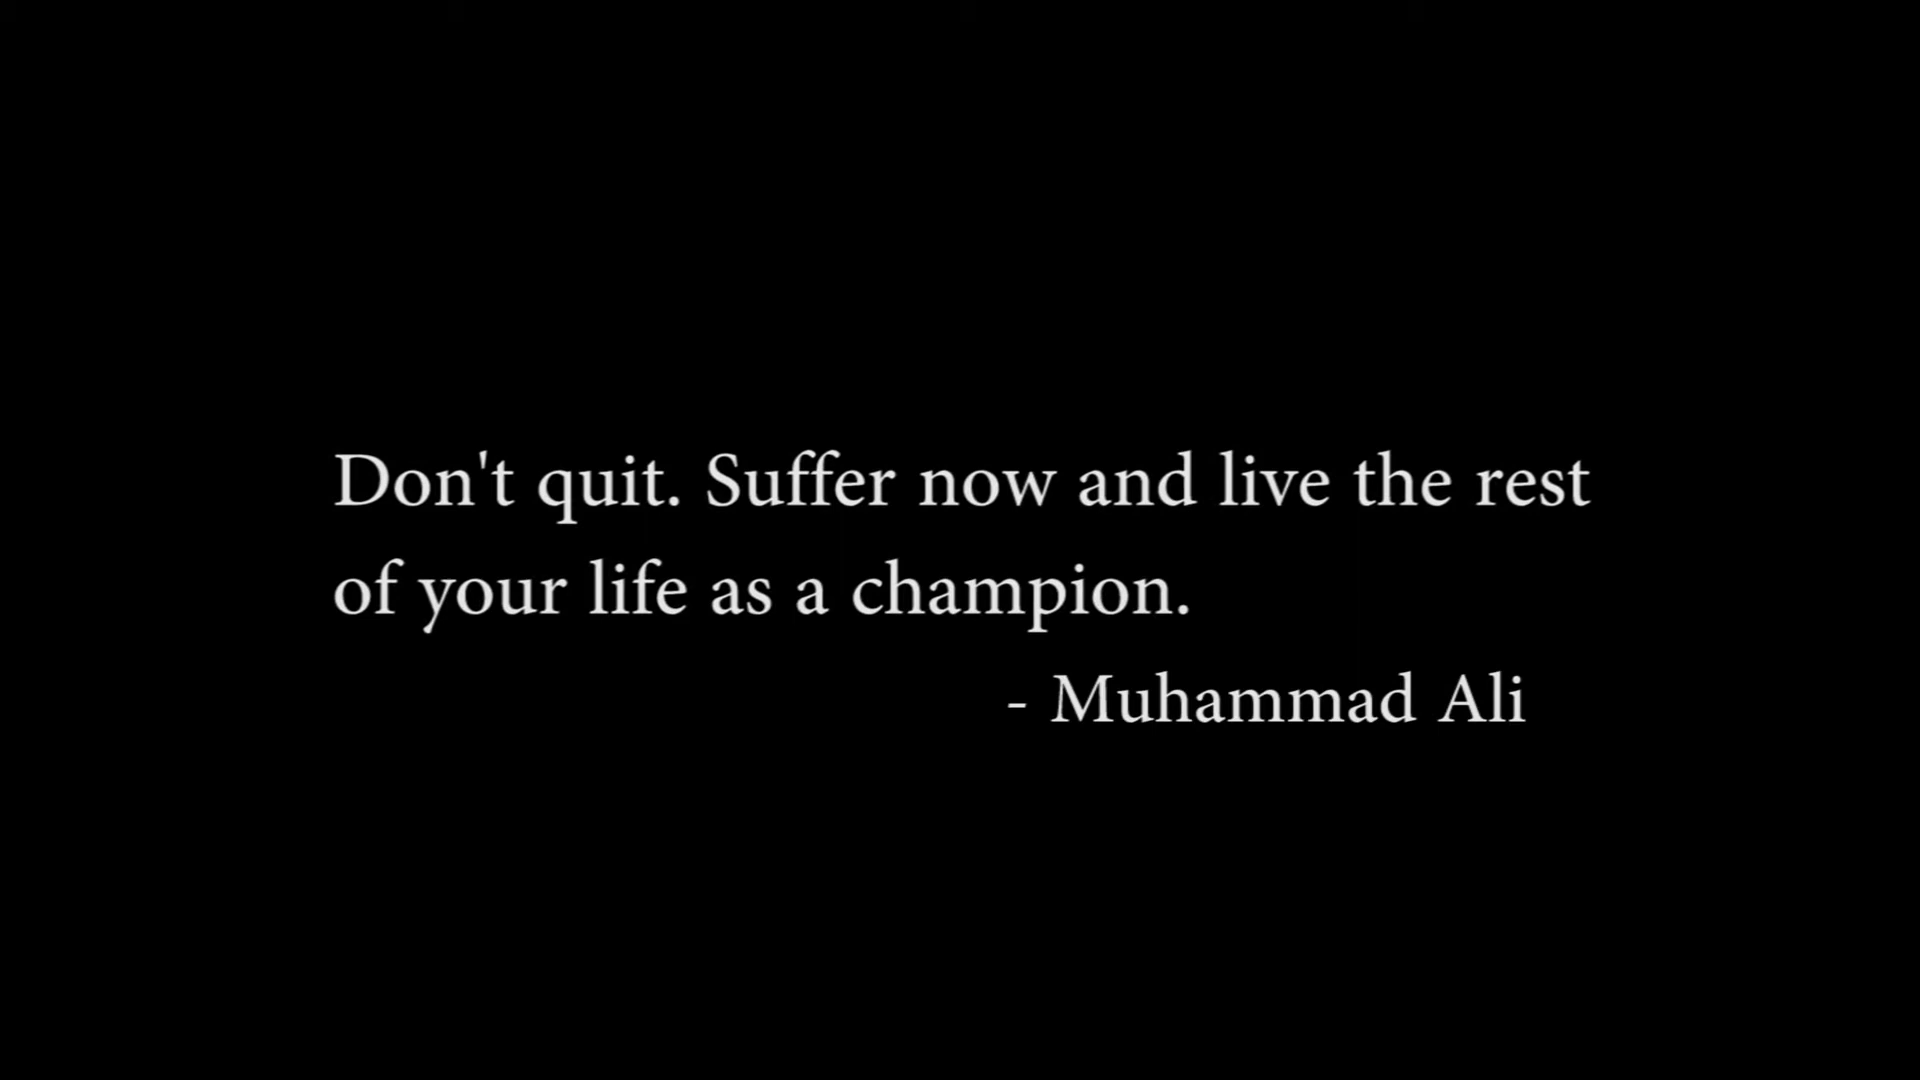 Don't quit. Suffer now and live the rest
of your life as a champion.
- Muhammad Ali